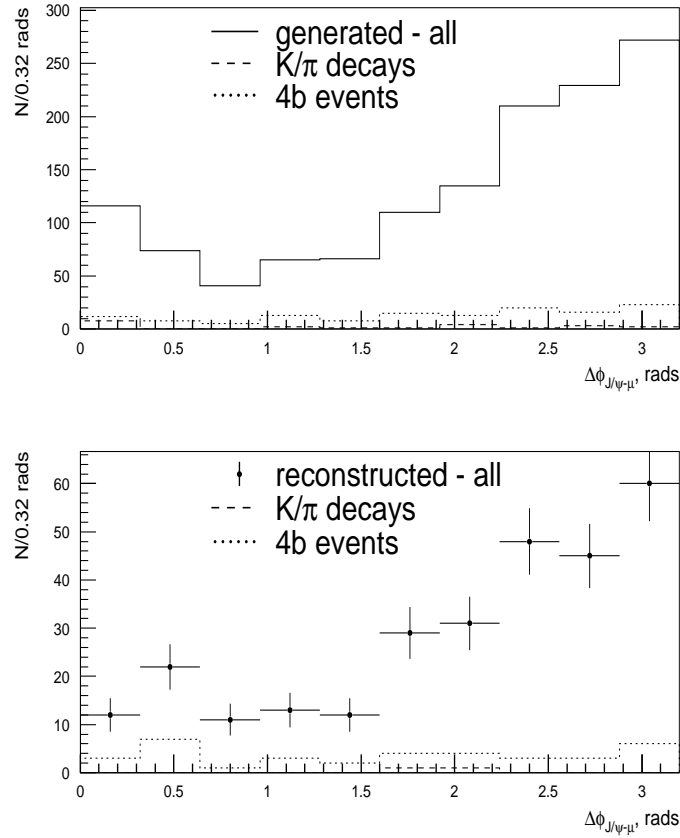 N/0.32 rads
300
250
200
150
100
50
0
generated - all
K/π decays
4b events
0 0.5 1 1.5 2 2.5 3
Δϕ J/ψ-μ, rads
N/0.32 rads
60
50
40
30
20
10
0
reconstructed - all
K/π decays
4b events
0 0.5 1 1.5 2 2.5 3
Δϕ J/ψ-μ, rads